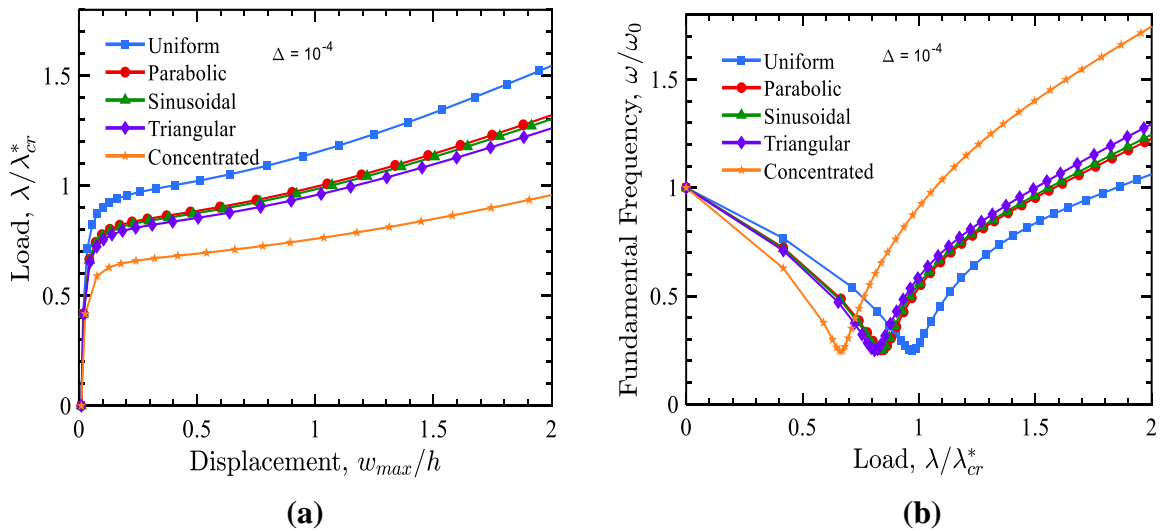 Δ = 10⁻⁴
Uniform
Parabolic
Sinusoidal
Triangular
Concentrated
Load, λ/λ*cr
1.5
1
0.5
0
0
0.5
1
1.5
2
Displacement, wmax/h
(a)
Δ = 10⁻⁴
Uniform
Parabolic
Sinusoidal
Triangular
Concentrated
Fundamental Frequency, ω/ω0
1.5
1
0.5
0
0
0.5
1
1.5
2
Load, λ/λ*cr
(b)